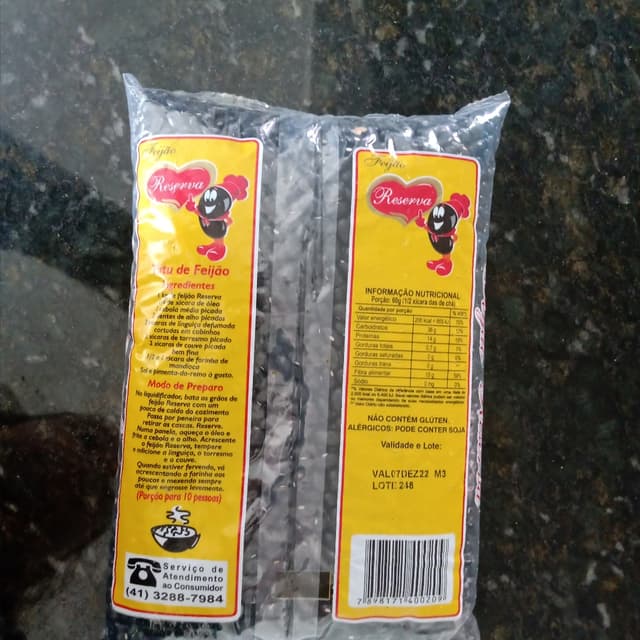 Feijão
Reserva
Tutu de Feijão
Ingredientes
de feijão Reserva
de xícara de óleo
cebola média picada
dentes de alho picados
xícaras de linguiça defumada
cortadas em cubinhos
xícaras de torresmo picado
2 xícaras de couve picada
bem fina
1/2 xícara de farinha de
mandioca
Sal e pimenta-do-reino à gosto.
Modo de Preparo
No liquidificador, bata os grãos de
feijão Reserva com um
pouco de caldo do cozimento
Passe por peneira para
retirar as cascas. Reserve.
Numa panela, aqueça o óleo e
frite a cebola e o alho. Acrescente
o feijão Reserva, tempere
e adicione a linguiça, o torresmo
e a couve.
Quando estiver fervendo, vá
acrescentando a farinha aos
poucos e mexendo sempre
até que engrosse levemente.
(Porção para 10 pessoas)
Serviço de
Atendimento
ao Consumidor
(41) 3288-7984
Feijão
Reserva
INFORMAÇÃO NUTRICIONAL
Porção: 60g (1/2 xícara das de chá)
Quantidade por porção % VD(*)
Valor energético
Carboidratos
Proteínas 14 g
Gorduras totais
Gorduras saturadas
Gorduras trans
Fibra alimentar
Sódio 0%
NÃO CONTÉM GLÚTEN.
ALÉRGICOS: PODE CONTER SOJA
Validade e Lote:
VAL07DEZ22 M3
LOTE 248
7 898171 400209